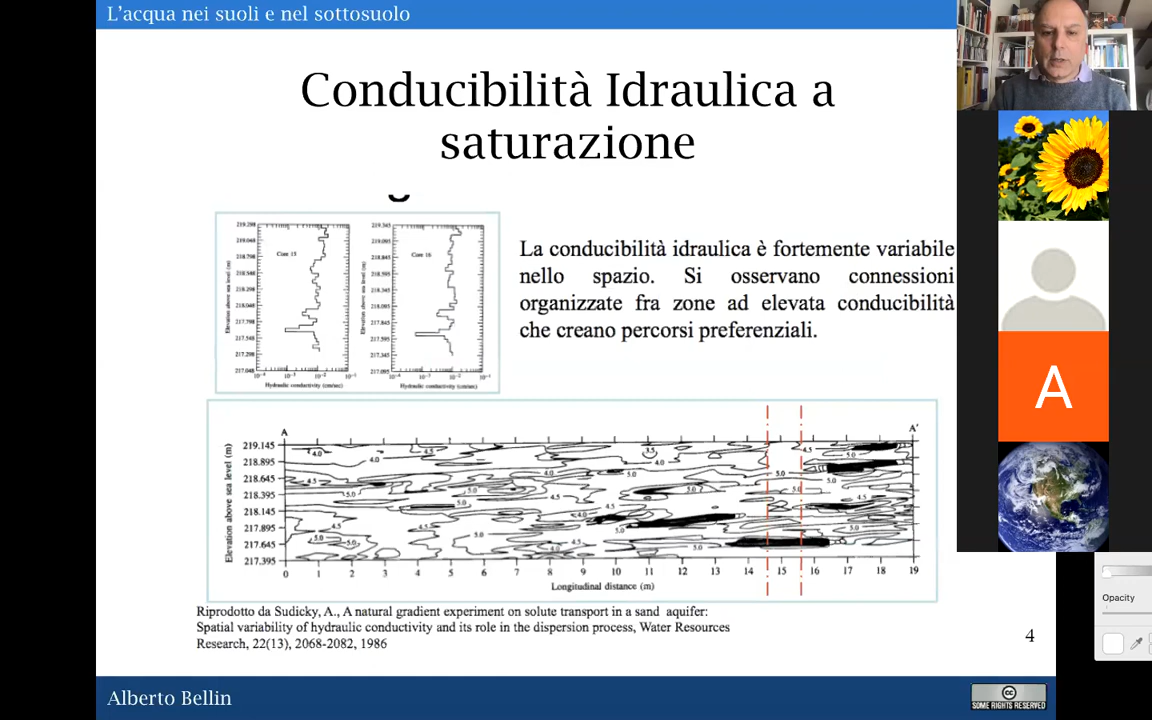 L'acqua nei suoli e nel sottosuolo
Conducibilità Idraulica a
saturazione
La conducibilità idraulica è fortemente variabile
nello spazio. Si osservano connessioni
organizzate fra zone ad elevata conducibilità
che creano percorsi preferenziali.
Elevation above sea level (m)
219.298
219.048
218.798
218.548
218.298
218.048
217.798
217.548
217.298
217.048
Core 15
Hydraulic conductivity (cm/sec)
Elevation above sea level (m)
219.345
219.095
218.845
218.595
218.345
218.095
217.845
217.595
217.345
217.095
Core 16
Hydraulic conductivity (cm/sec)
A A'
Elevation above sea level (m)
219.145
218.895
218.645
218.395
218.145
217.895
217.645
217.395
0 1 2 3 4 5 6 7 8 9 10 11 12 13 14 15 16 17 18 19
Longitudinal distance (m)
Riprodotto da Sudicky, A., A natural gradient experiment on solute transport in a sand aquifer:
Spatial variability of hydraulic conductivity and its role in the dispersion process, Water Resources
Research, 22(13), 2068-2082, 1986
4
Alberto Bellin
cc
SOME RIGHTS RESERVED
A
Opacity